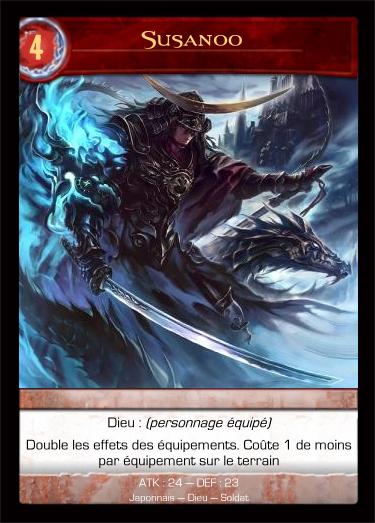 4
Susanoo
Dieu : (personnage équipé)
Double les effets des équipements. Coûte 1 de moins
par équipement sur le terrain
ATK : 24 — DEF : 23
Japonnais — Dieu — Soldat